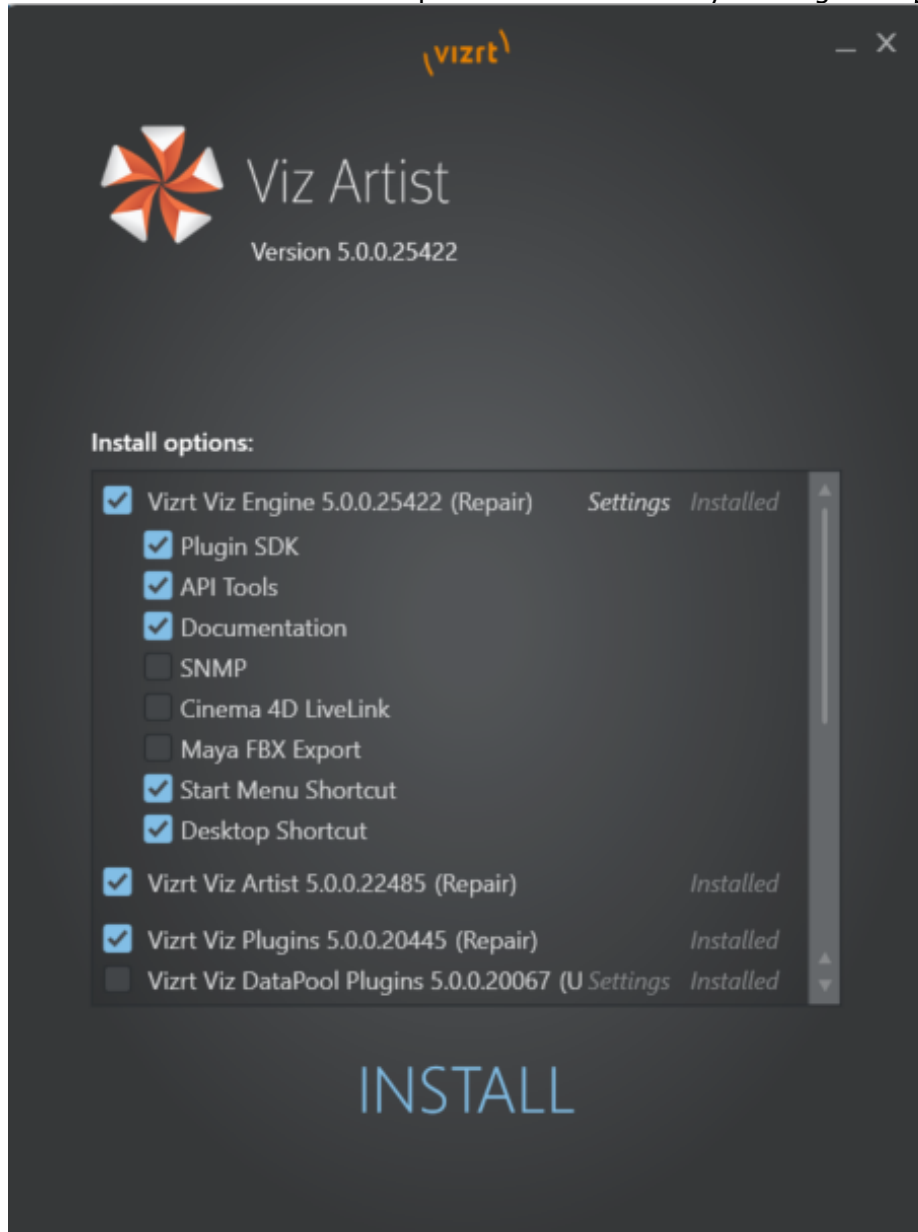 vizrt
Viz Artist
Version 5.0.0.25422
Install options:
Vizrt Viz Engine 5.0.0.25422 (Repair) Settings Installed
Plugin SDK
API Tools
Documentation
SNMP
Cinema 4D LiveLink
Maya FBX Export
Start Menu Shortcut
Desktop Shortcut
Vizrt Viz Artist 5.0.0.22485 (Repair) Installed
Vizrt Viz Plugins 5.0.0.20445 (Repair) Installed
Vizrt Viz DataPool Plugins 5.0.0.20067 (U Settings Installed
INSTALL